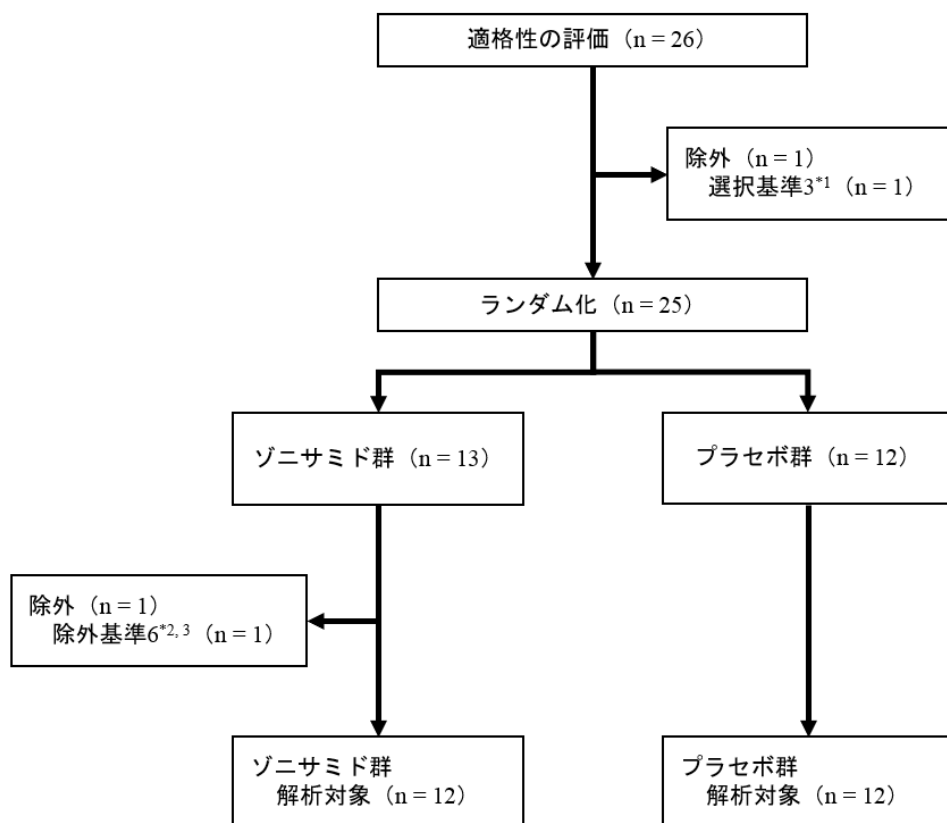 適格性の評価（n = 26）
除外（n = 1）
選択基準3*1（n = 1）
ランダム化（n = 25）
ゾニサミド群（n = 13）
プラセボ群（n = 12）
除外（n = 1）
除外基準6*2, 3（n = 1）
ゾニサミド群
解析対象（n = 12）
プラセボ群
解析対象（n = 12）